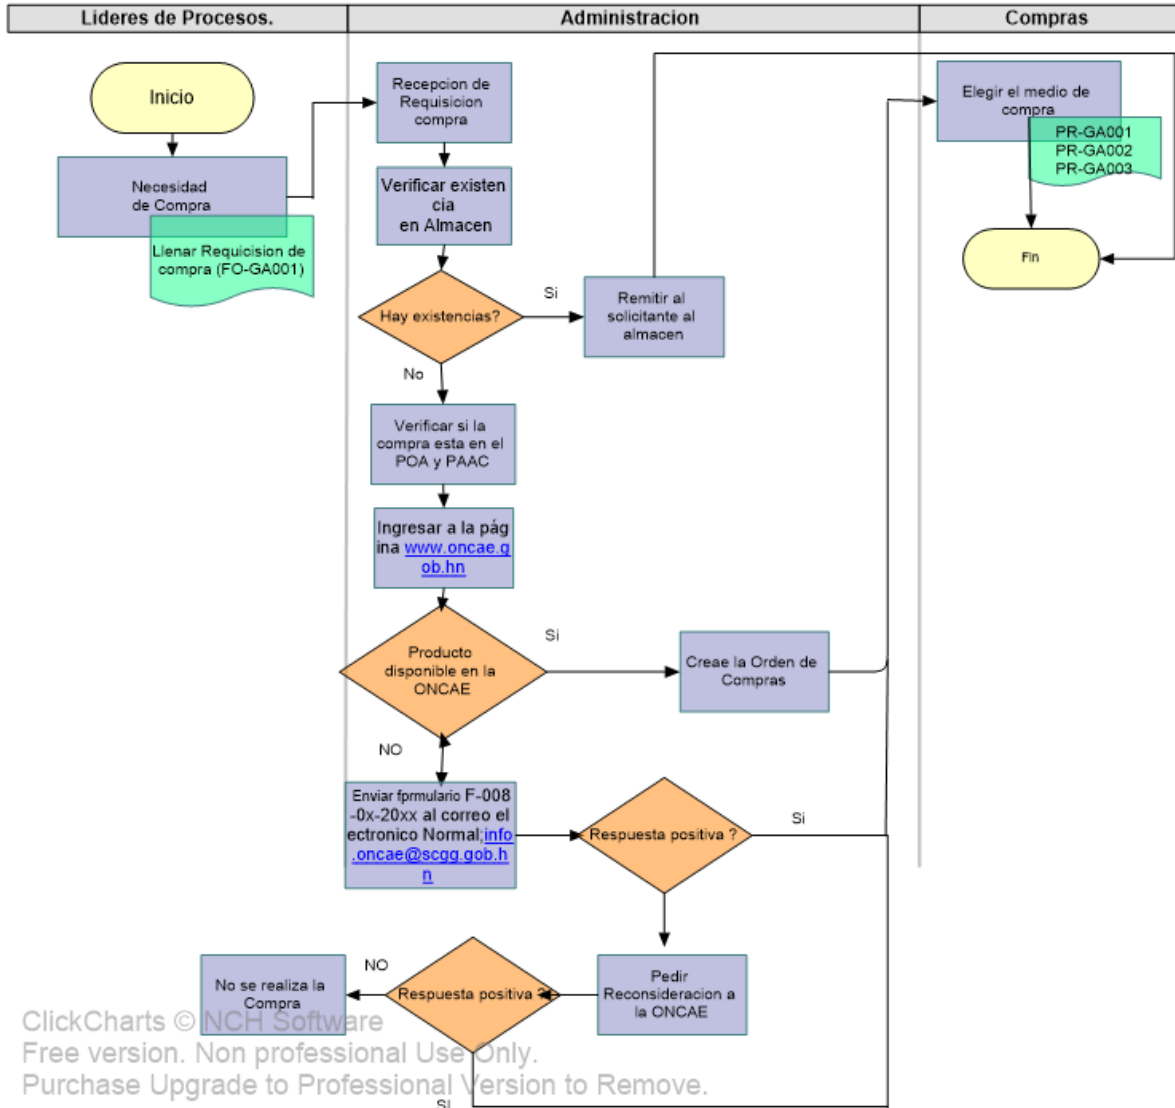 Lideres de Procesos.
Administracion
Compras
Inicio
Necesidad
de Compra
Llenar Requicision de
compra (FO-GA001)
Recepcion de
Requisicion
compra
Verificar existen
cia
en Almacen
Hay existencias?
Si
Remitir al
solicitante al
almacen
No
Verificar si la
compra esta en el
POA y PAAC
Ingresar a la pág
ina www.oncae.g
ob.hn
Producto
disponible en la
ONCAE
Si
Creae la Orden de
Compras
NO
Enviar fprmulario F-008
-0x-20xx al correo el
ectronico Normal;info
.oncae@scgg.gob.h
n
Respuesta positiva ?
Si
Pedir
Reconsideracion a
la ONCAE
Respuesta positiva ?
NO
No se realiza la
Compra
SI
Elegir el medio de
compra
PR-GA001
PR-GA002
PR-GA003
Fin
ClickCharts © NCH Software
Free version. Non professional Use Only.
Purchase Upgrade to Professional Version to Remove.